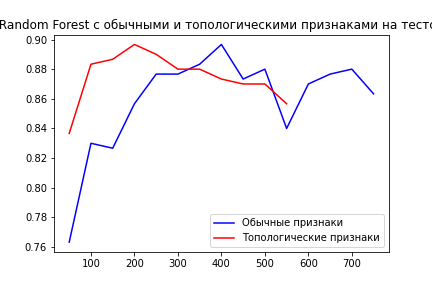 Random Forest с обычными и топологическими признаками на тесто
0.90
0.88
0.86
0.84
0.82
0.80
0.78
0.76
100 200 300 400 500 600 700
Обычные признаки
Топологические признаки